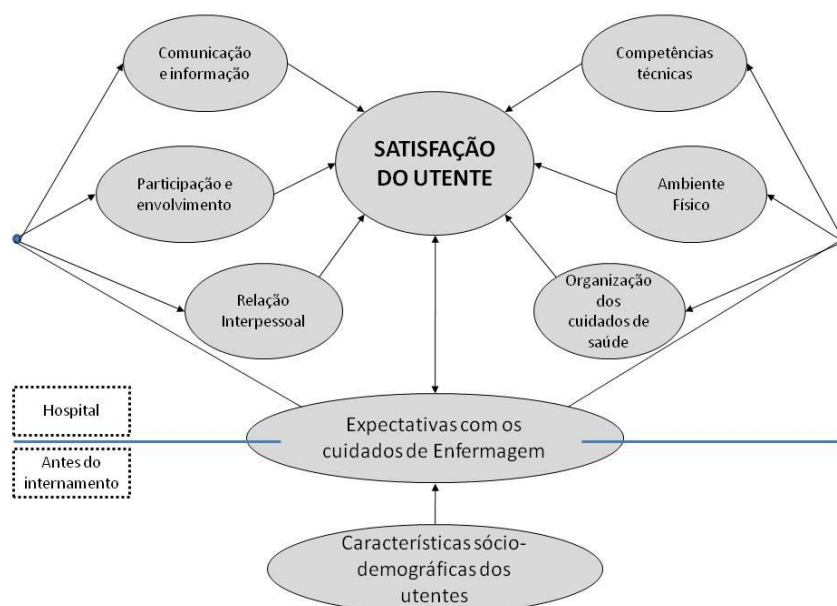 Comunicação
e informação
Competências
técnicas
SATISFAÇÃO
DO UTENTE
Participação e
envolvimento
Ambiente
Físico
Relação
Interpessoal
Organização
dos
cuidados de
saúde
Hospital
Expectativas com os
cuidados de Enfermagem
Antes do
internamento
Características sócio-
demográficas dos
utentes